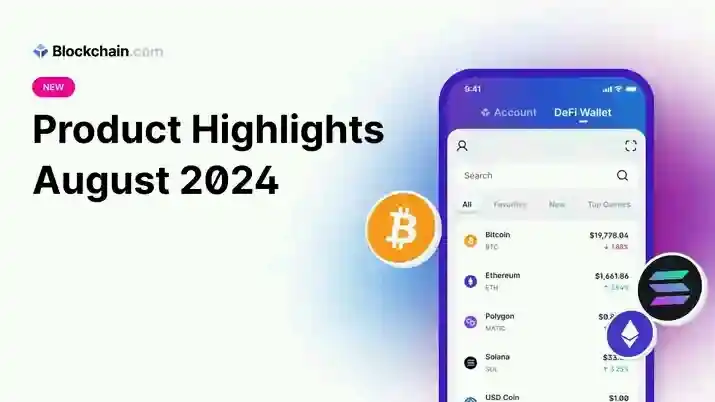 Blockchain.com
NEW
Product Highlights
August 2024
9:41
Account DeFi Wallet
Search
All Favorites New Top Gainers
Bitcoin $19,778.04
BTC
Ethereum $1,661.86
ETH
Polygon
MATIC
Solana
SOL
USD Coin $1.00